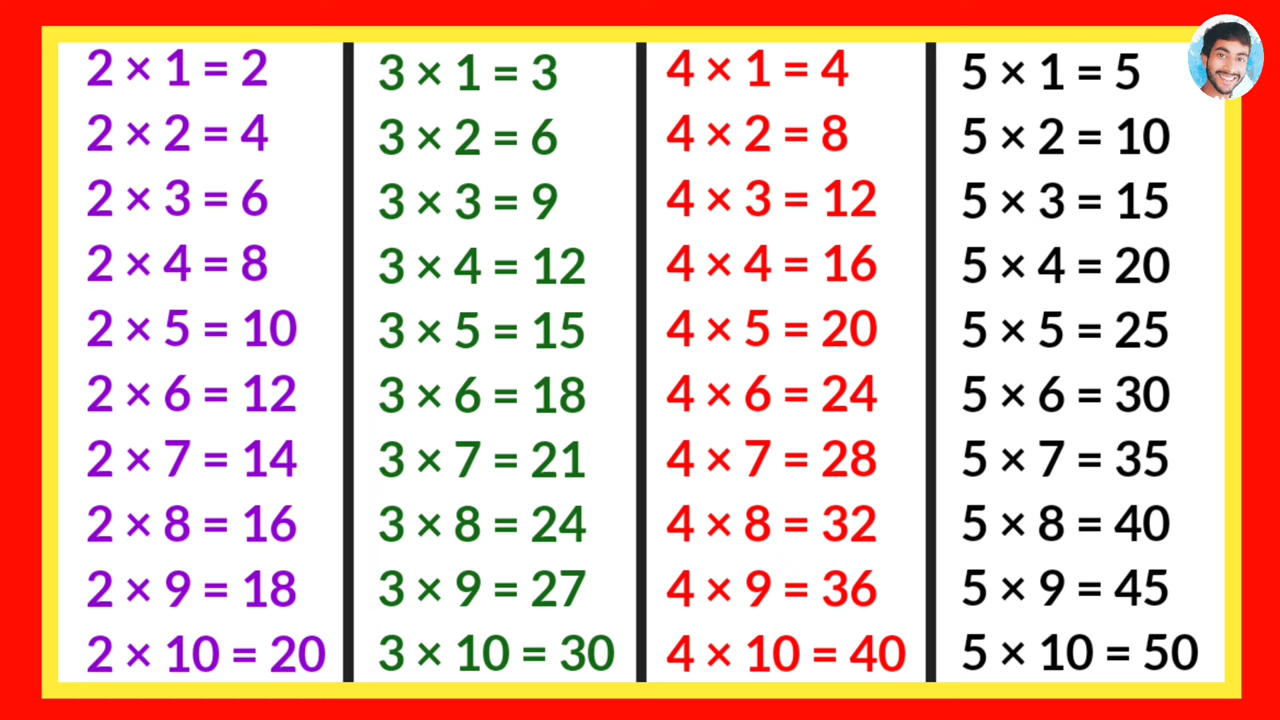 2 × 1 = 2
2 × 2 = 4
2 × 3 = 6
2 × 4 = 8
2 × 5 = 10
2 × 6 = 12
2 × 7 = 14
2 × 8 = 16
2 × 9 = 18
2 × 10 = 20
3 × 1 = 3
3 × 2 = 6
3 × 3 = 9
3 × 4 = 12
3 × 5 = 15
3 × 6 = 18
3 × 7 = 21
3 × 8 = 24
3 × 9 = 27
3 × 10 = 30
4 × 1 = 4
4 × 2 = 8
4 × 3 = 12
4 × 4 = 16
4 × 5 = 20
4 × 6 = 24
4 × 7 = 28
4 × 8 = 32
4 × 9 = 36
4 × 10 = 40
5 × 1 = 5
5 × 2 = 10
5 × 3 = 15
5 × 4 = 20
5 × 5 = 25
5 × 6 = 30
5 × 7 = 35
5 × 8 = 40
5 × 9 = 45
5 × 10 = 50